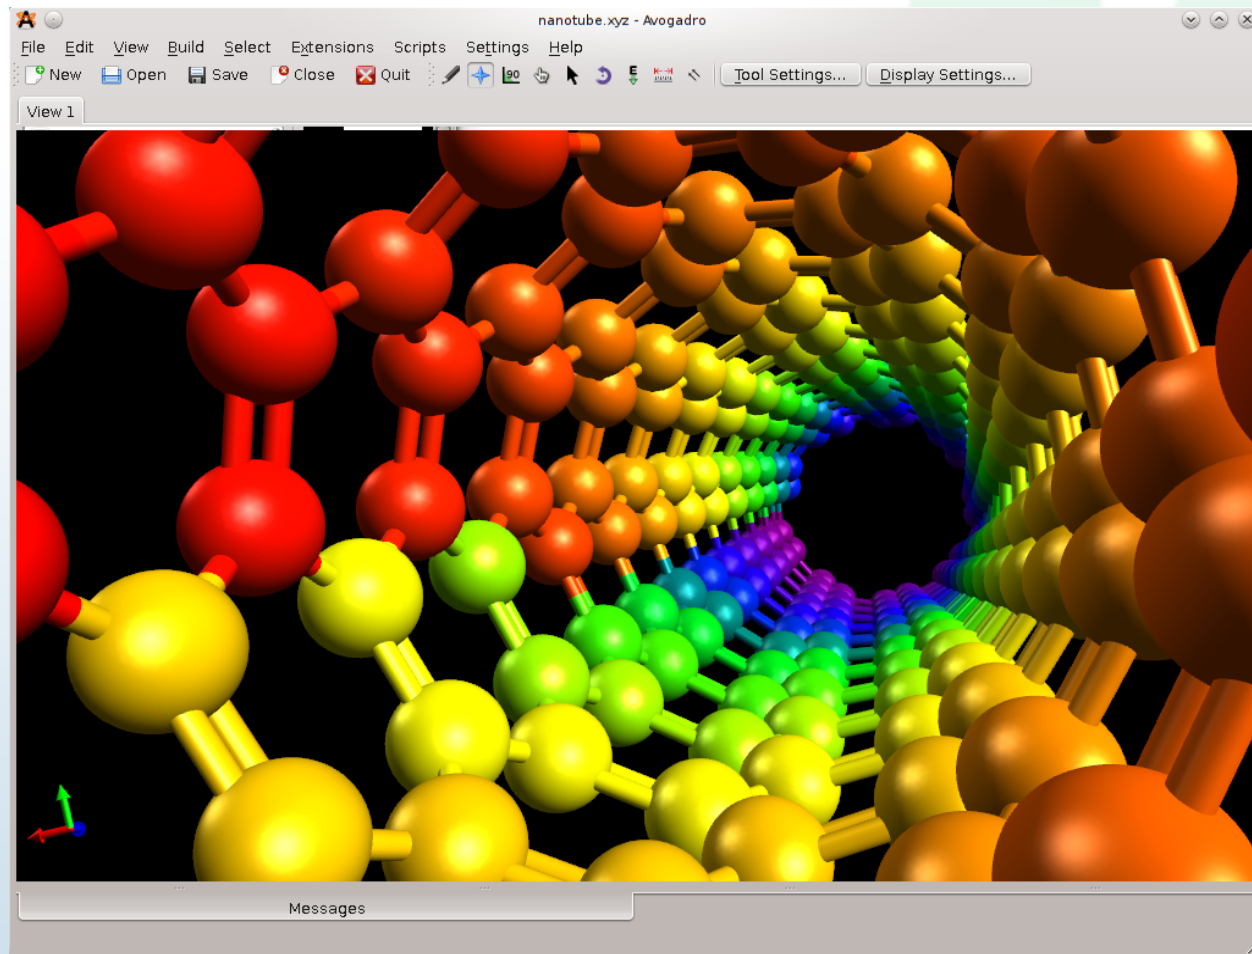 nanotube.xyz - Avogadro
File Edit View Build Select Extensions Scripts Settings Help
New Open Save Close Quit 90 E Tool Settings... Display Settings...
View 1
Messages